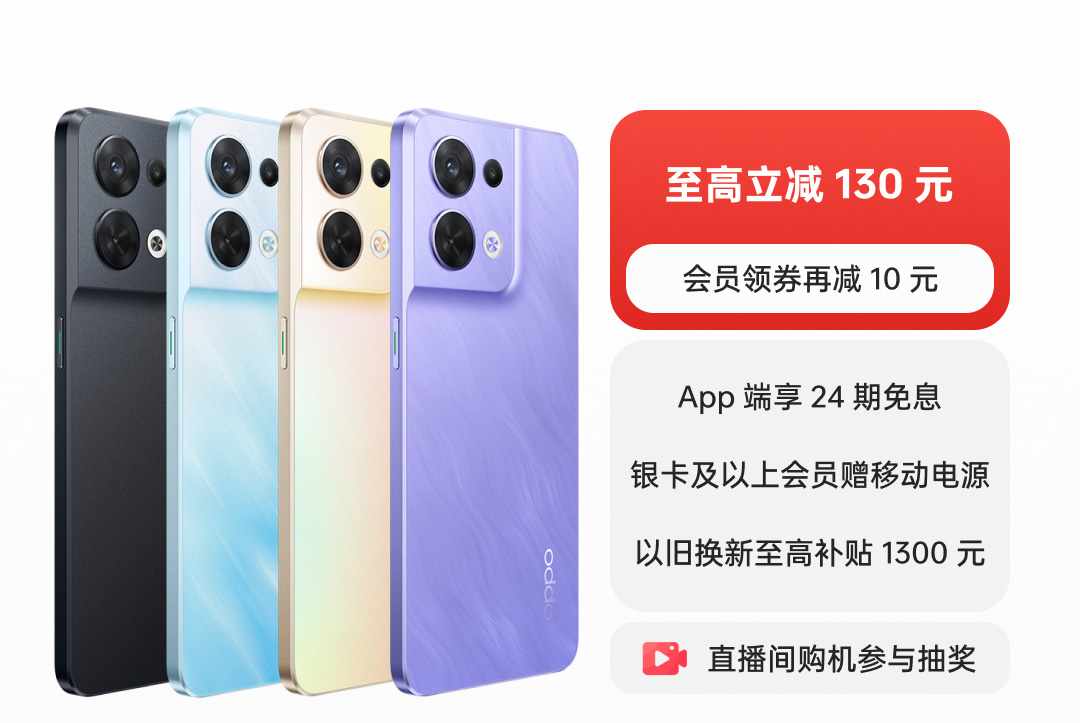 至高立减 130 元
会员领券再减 10 元
App 端享 24 期免息
银卡及以上会员赠移动电源
以旧换新至高补贴 1300 元
直播间购机参与抽奖
oppo